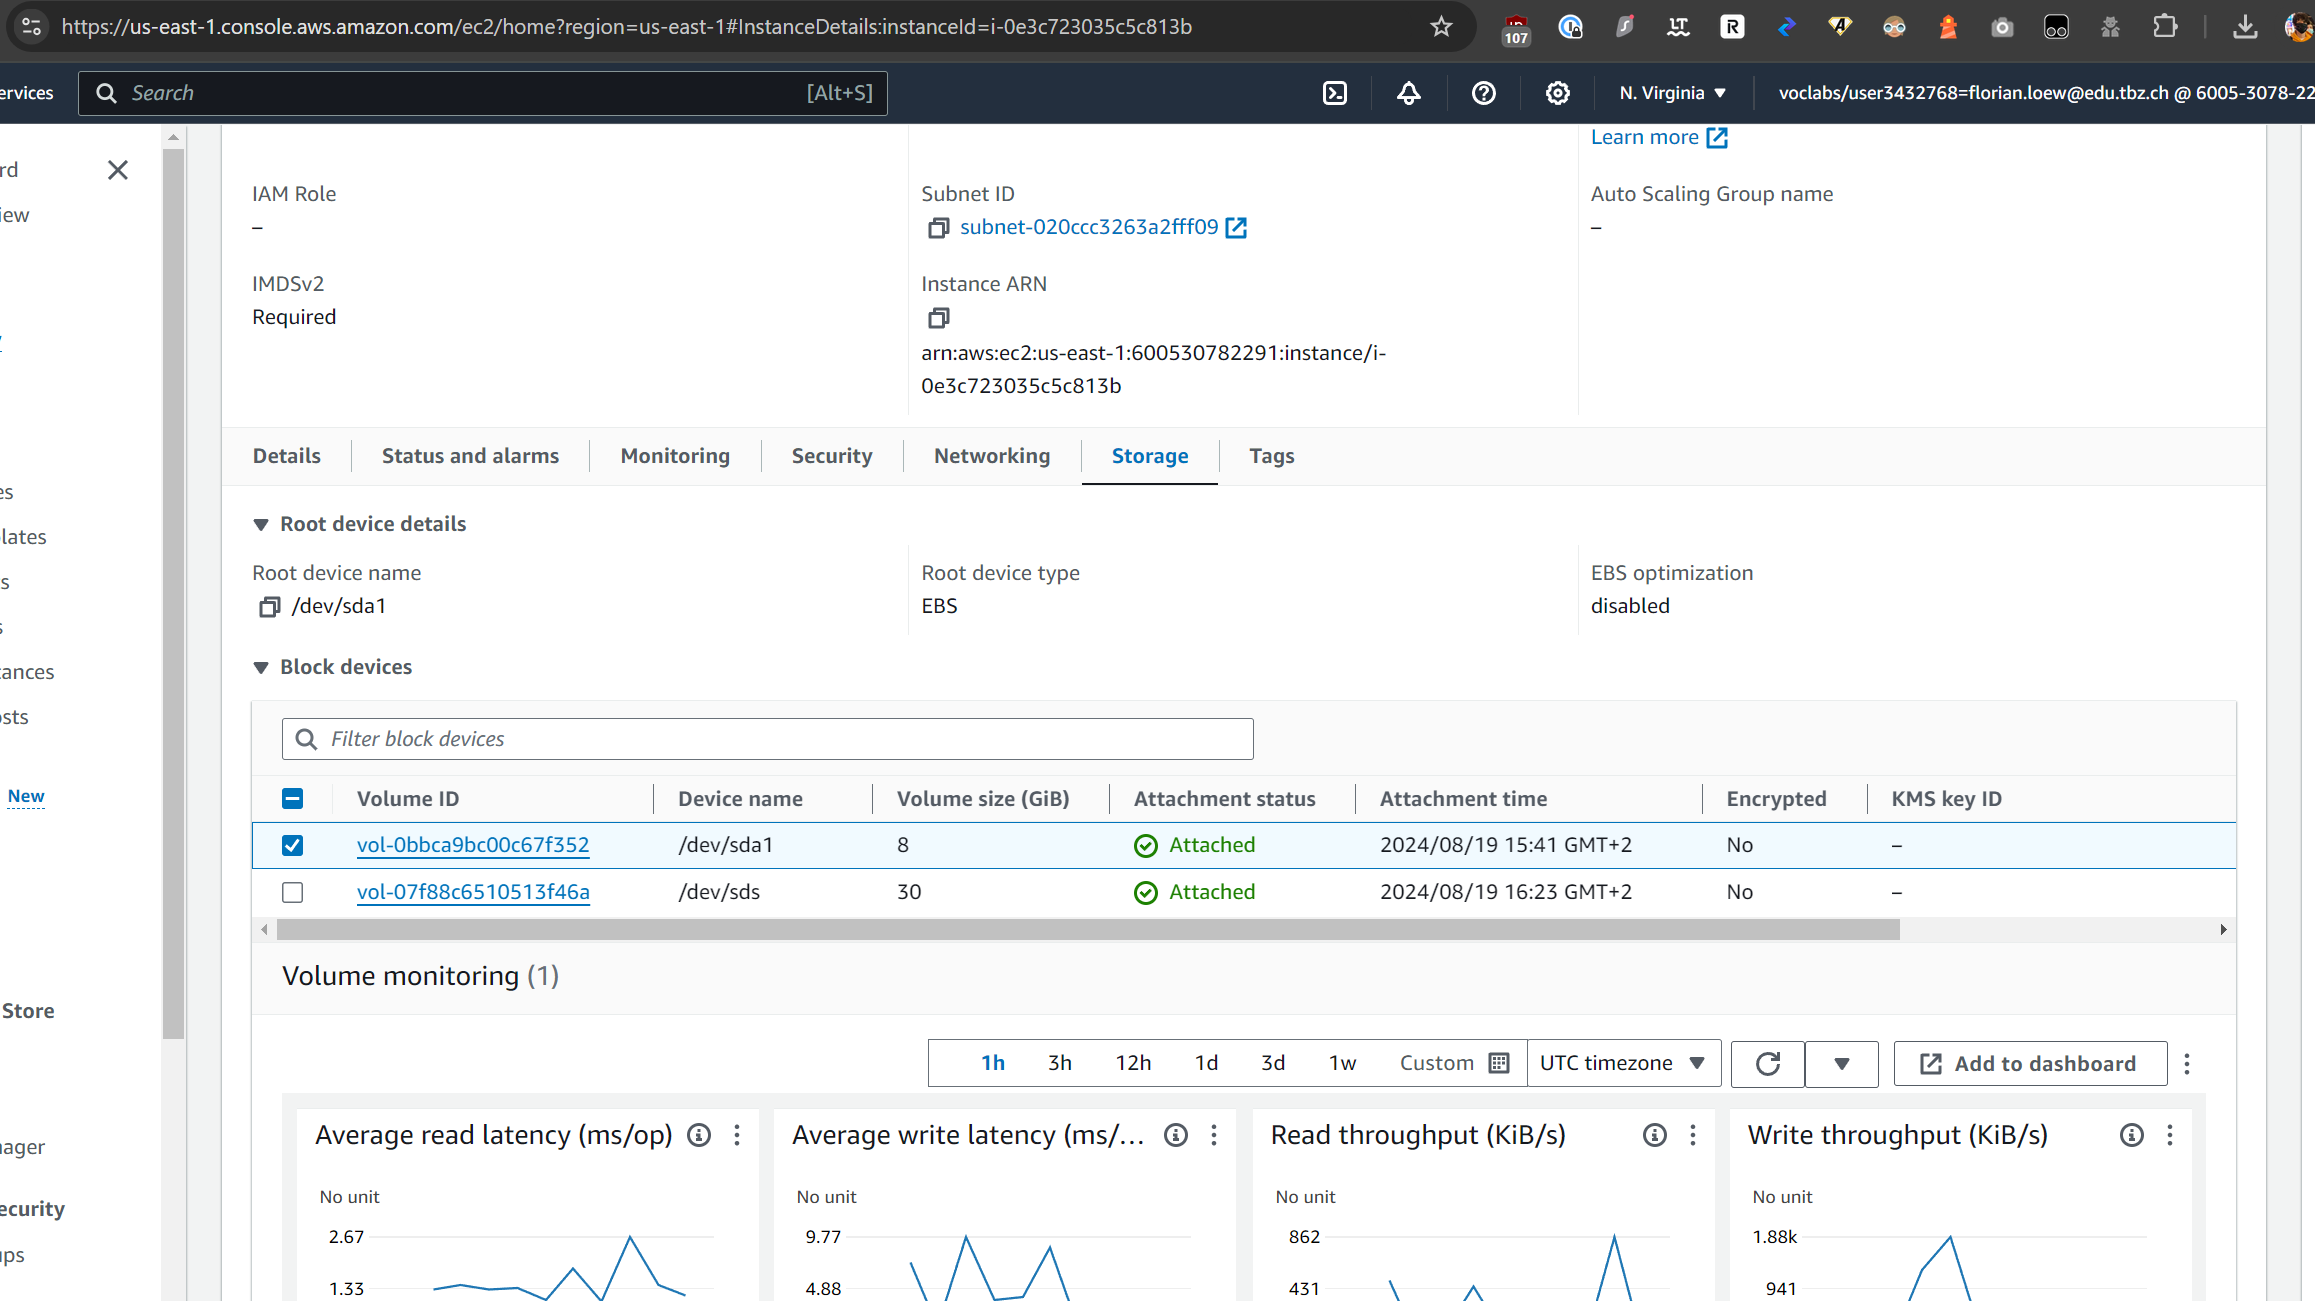 https://us-east-1.console.aws.amazon.com/ec2/home?region=us-east-1#InstanceDetails:instanceId=i-0e3c723035c5c813b
107
ervices
Search
[Alt+S]
N. Virginia
voclabs/user3432768=florian.loew@edu.tbz.ch @ 6005-3078-22
rd
iew
es
lates
s
s
ances
osts
New
Store
ager
ecurity
ups
Learn more
IAM Role
–
Subnet ID
subnet-020ccc3263a2fff09
Auto Scaling Group name
–
IMDSv2
Required
Instance ARN
arn:aws:ec2:us-east-1:600530782291:instance/i-
0e3c723035c5c813b
Details
Status and alarms
Monitoring
Security
Networking
Storage
Tags
Root device details
Root device name
/dev/sda1
Root device type
EBS
EBS optimization
disabled
Block devices
Filter block devices
Volume ID Device name Volume size (GiB) Attachment status Attachment time Encrypted KMS key ID
vol-0bbca9bc00c67f352 /dev/sda1 8 Attached 2024/08/19 15:41 GMT+2 No –
vol-07f88c6510513f46a /dev/sds 30 Attached 2024/08/19 16:23 GMT+2 No –
Volume monitoring (1)
1h 3h 12h 1d 3d 1w Custom UTC timezone Add to dashboard
Average read latency (ms/op)
No unit
2.67
1.33
Average write latency (ms/...
No unit
9.77
4.88
Read throughput (KiB/s)
No unit
862
431
Write throughput (KiB/s)
No unit
1.88k
941